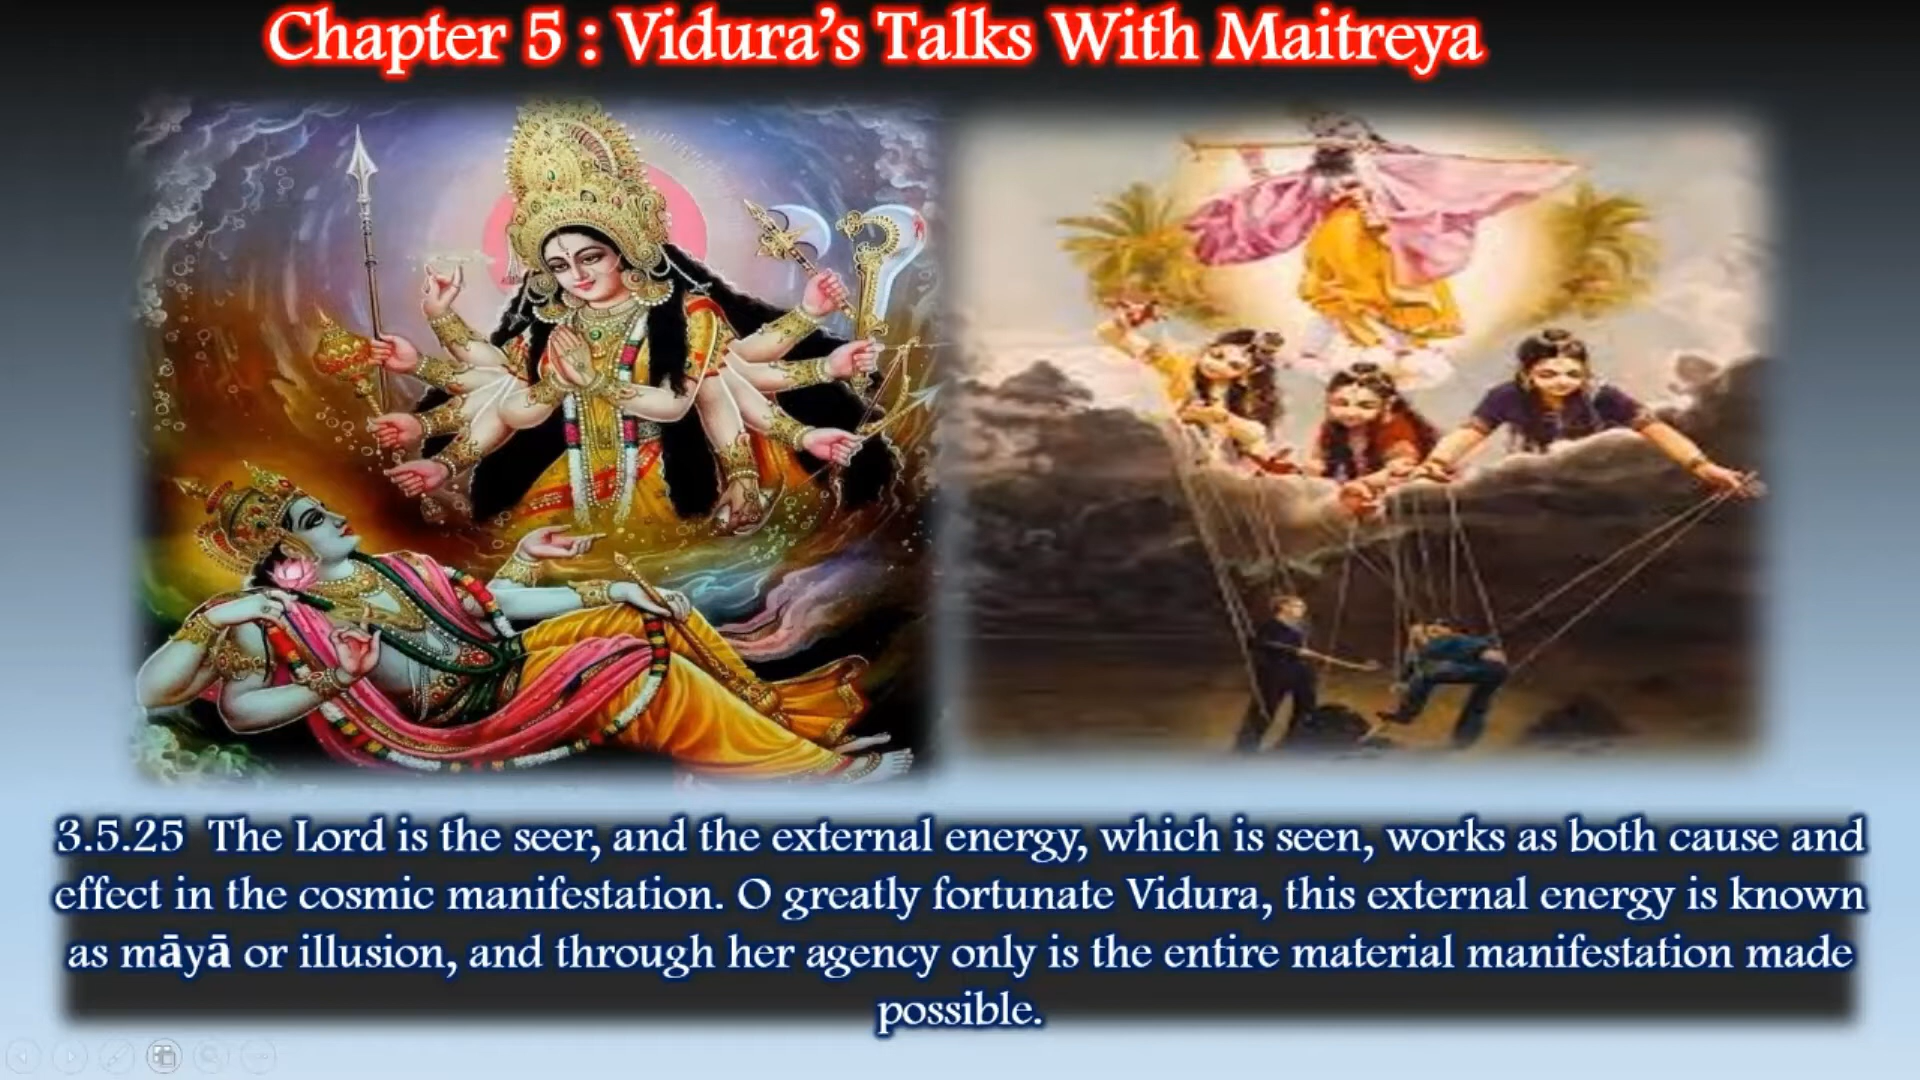 Chapter 5 : Vidura's Talks With Maitreya
3.5.25 The Lord is the seer, and the external energy, which is seen, works as both cause and
effect in the cosmic manifestation. O greatly fortunate Vidura, this external energy is known
as māyā or illusion, and through her agency only is the entire material manifestation made
possible.